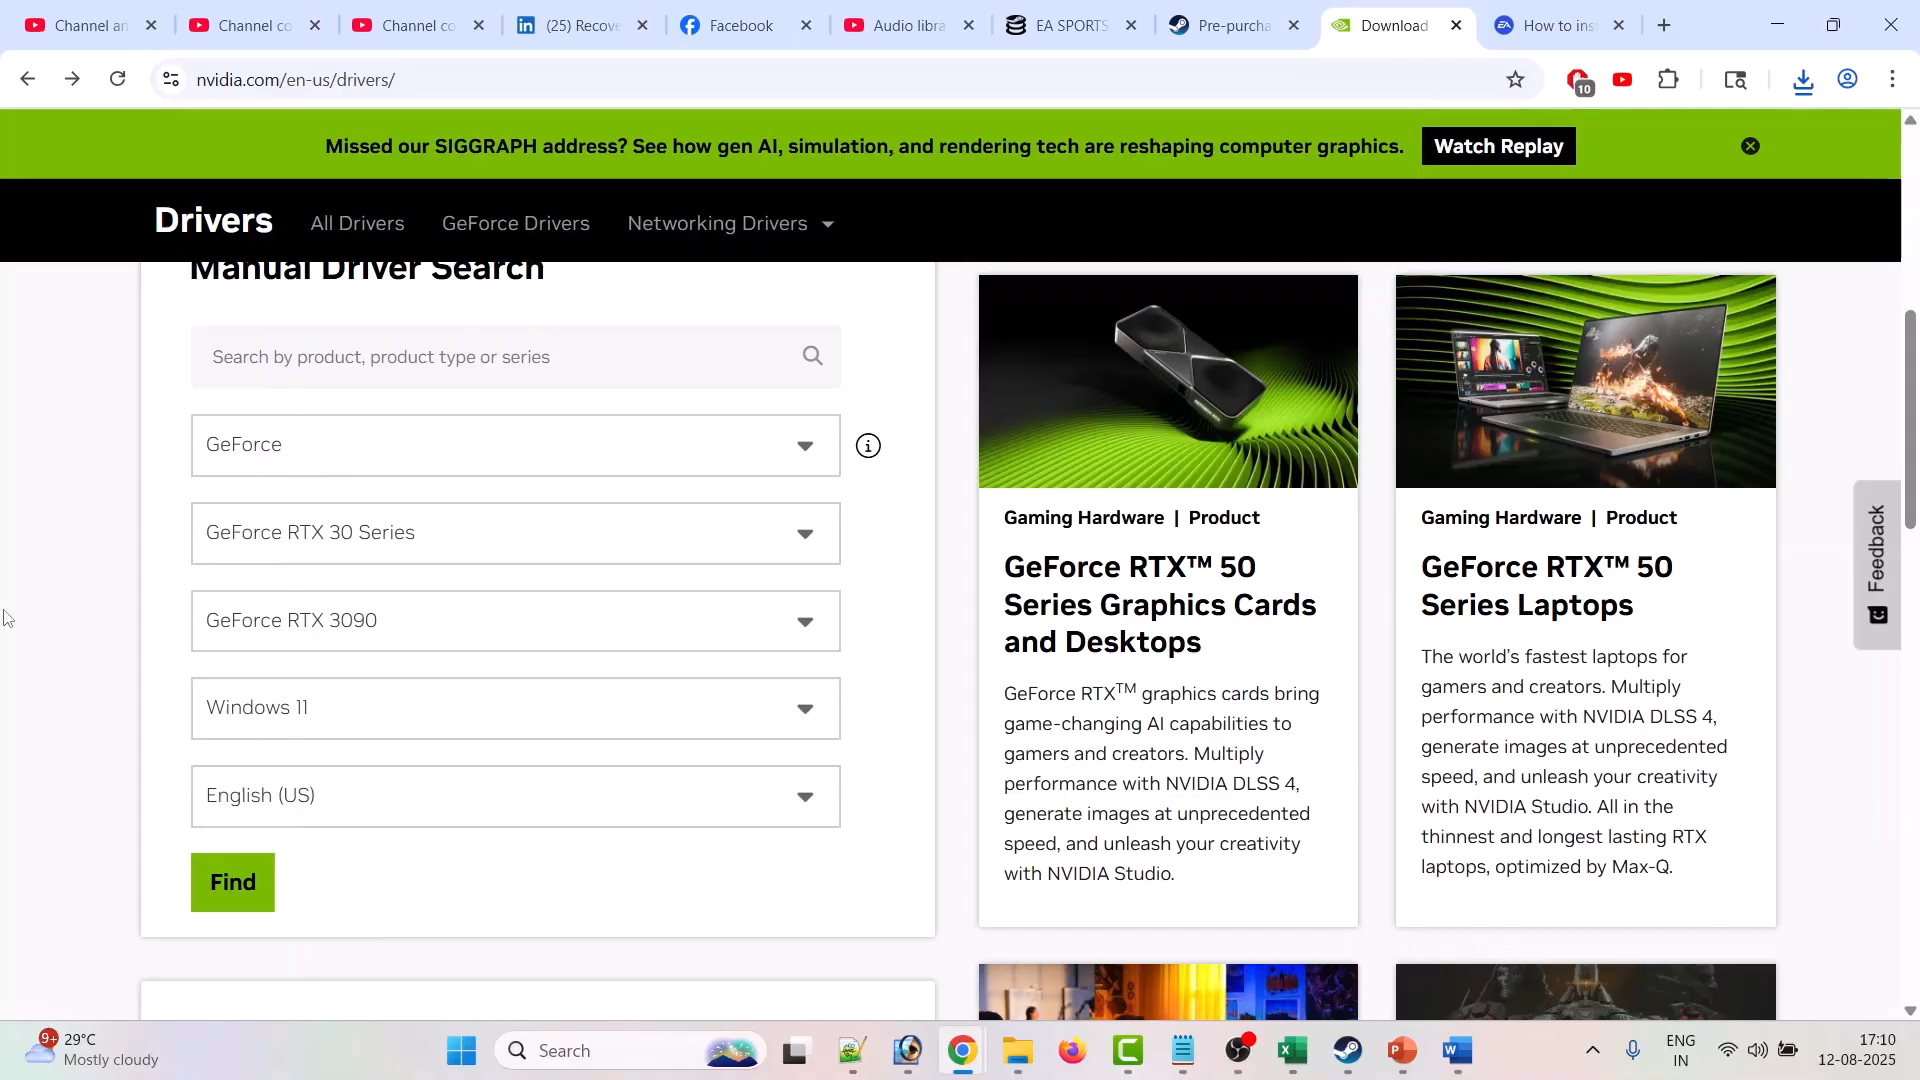 Channel an
Channel co
Channel co
(25) Recove
Facebook
Audio libra
EA SPORTS
Pre-purcha
Download
How to ins
nvidia.com/en-us/drivers/
10
Missed our SIGGRAPH address? See how gen AI, simulation, and rendering tech are reshaping computer graphics.
Watch Replay
Drivers
All Drivers
GeForce Drivers
Networking Drivers
Manual Driver Search
Search by product, product type or series
GeForce
GeForce RTX 30 Series
GeForce RTX 3090
Windows 11
English (US)
Find
Gaming Hardware | Product
GeForce RTX™ 50
Series Graphics Cards
and Desktops
GeForce RTX™ graphics cards bring
game-changing AI capabilities to
gamers and creators. Multiply
performance with NVIDIA DLSS 4,
generate images at unprecedented
speed, and unleash your creativity
with NVIDIA Studio.
Gaming Hardware | Product
GeForce RTX™ 50
Series Laptops
The world's fastest laptops for
gamers and creators. Multiply
performance with NVIDIA DLSS 4,
generate images at unprecedented
speed, and unleash your creativity
with NVIDIA Studio. All in the
thinnest and longest lasting RTX
laptops, optimized by Max-Q.
Feedback
9+
29°C
Mostly cloudy
Search
ENG
IN
17:10
12-08-2025